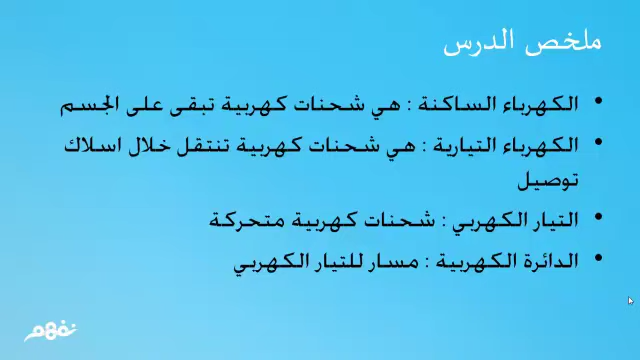 ملخص الدرس
• الكهرباء الساكنة : هي شحنات كهربية تبقى على الجسم
• الكهرباء التيارية : هي شحنات كهربية تنتقل خلال اسلاك
توصيل
• التيار الكهربي : شحنات كهربية متحركة
• الدائرة الكهربية : مسار للتيار الكهربي
نفهم